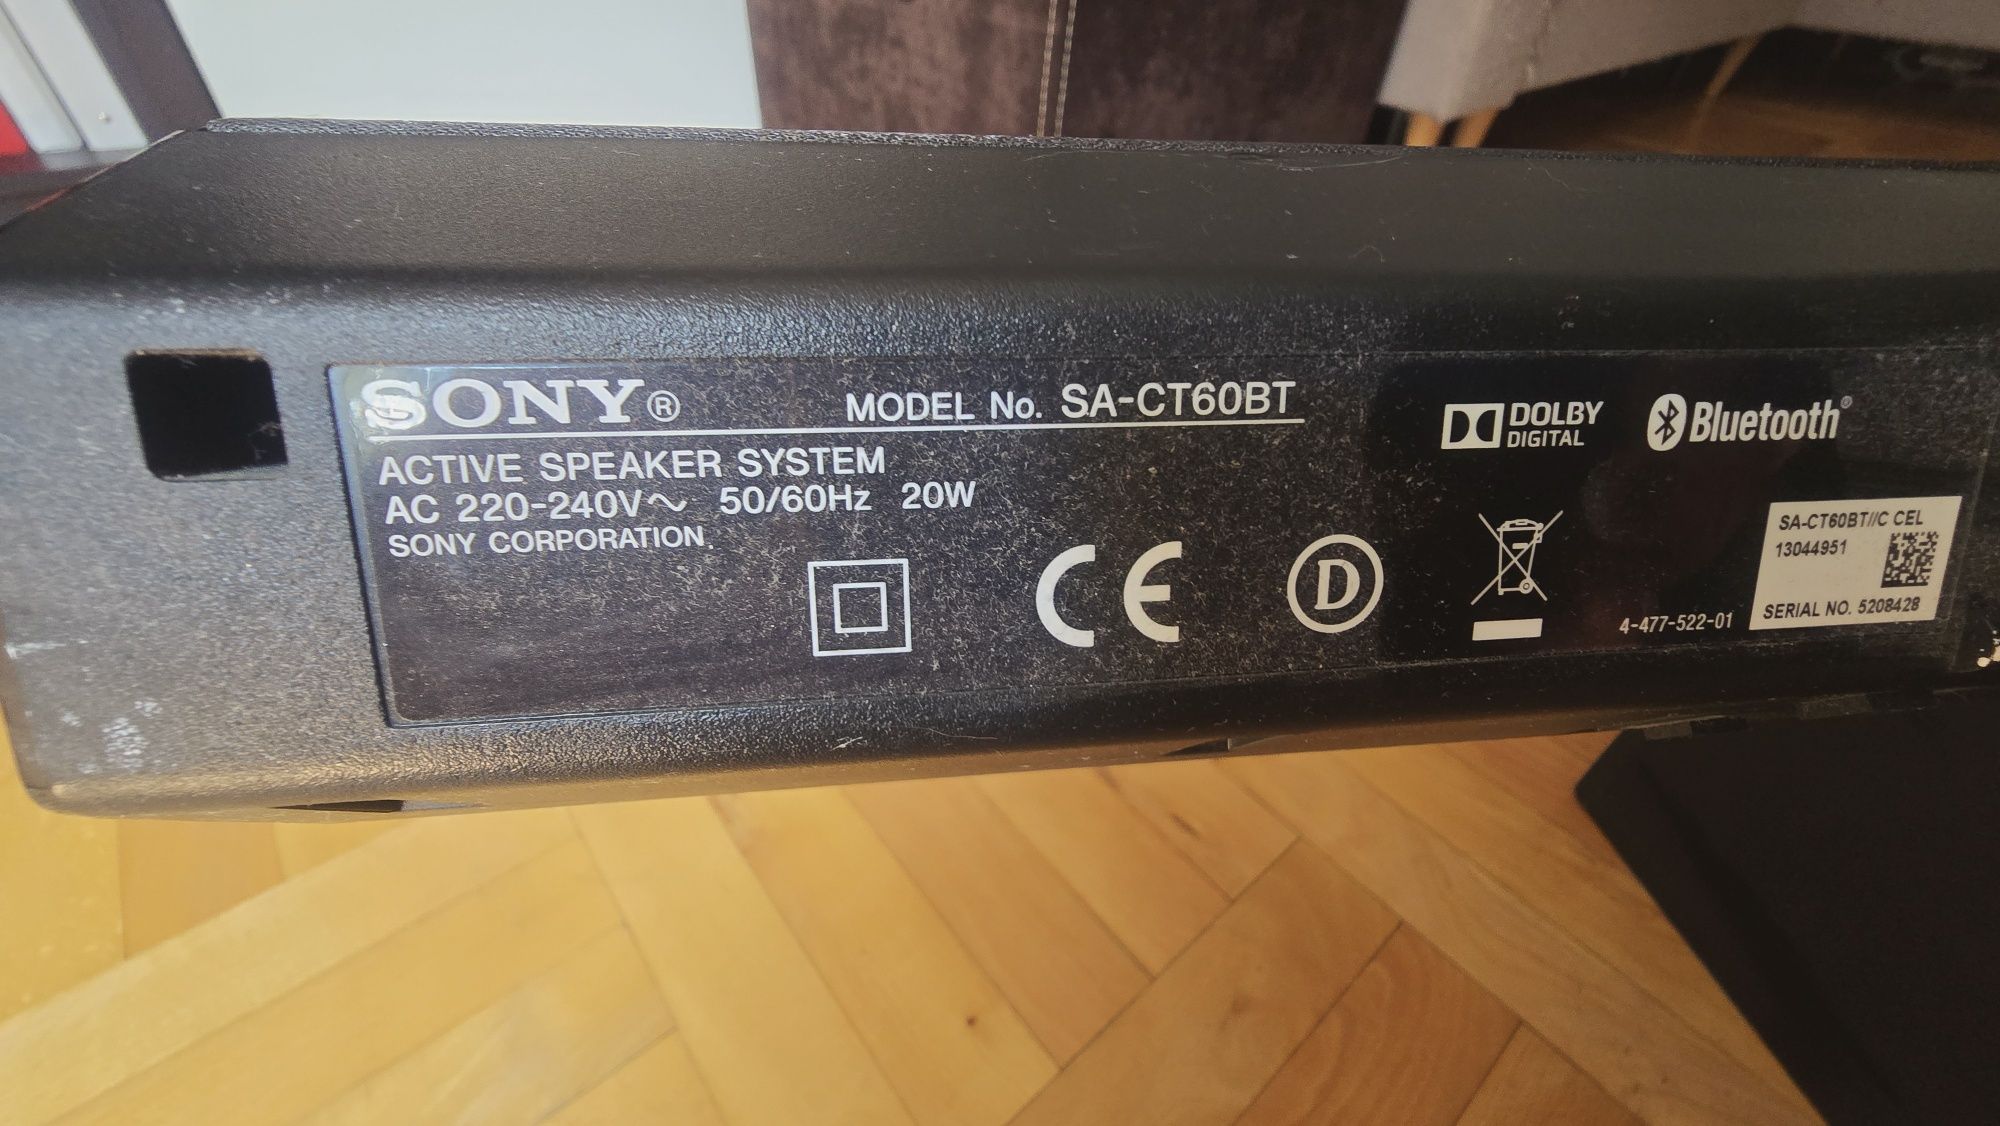 SONY®
MODEL No. SA-CT60BT
ACTIVE SPEAKER SYSTEM
AC 220-240V～ 50/60Hz 20W
SONY CORPORATION
DOLBY
DIGITAL
Bluetooth®
CE
D
4-477-522-01
SA-CT60BT//C CEL
13044951
SERIAL NO. 5208428